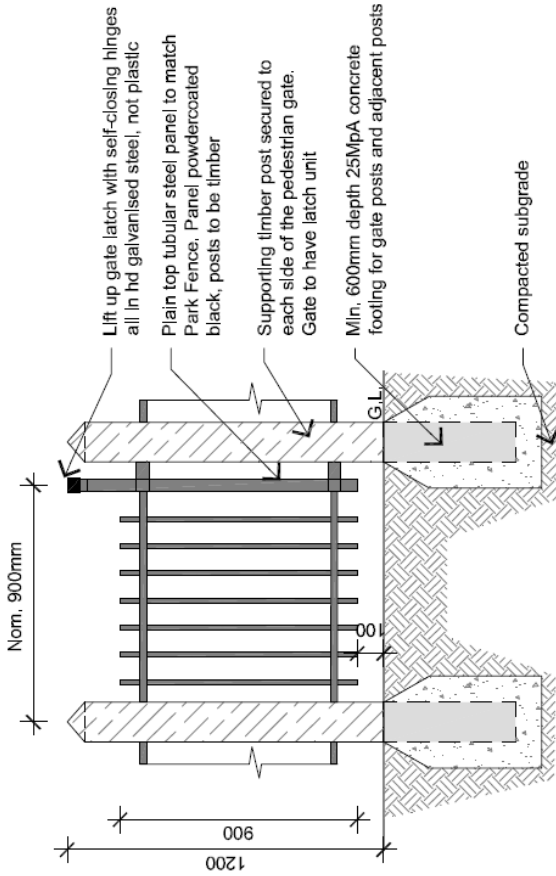 Nom. 900mm
Lift up gate latch with self-closing hinges
all in hd galvanised steel, not plastic
Plain top tubular steel panel to match
Park Fence. Panel powdercoated
black, posts to be timber
Supporting timber post secured to
each side of the pedestrian gate.
Gate to have latch unit
Min. 600mm depth 25MpA concrete
footing for gate posts and adjacent posts
Compacted subgrade
G.L.
100
900
1200